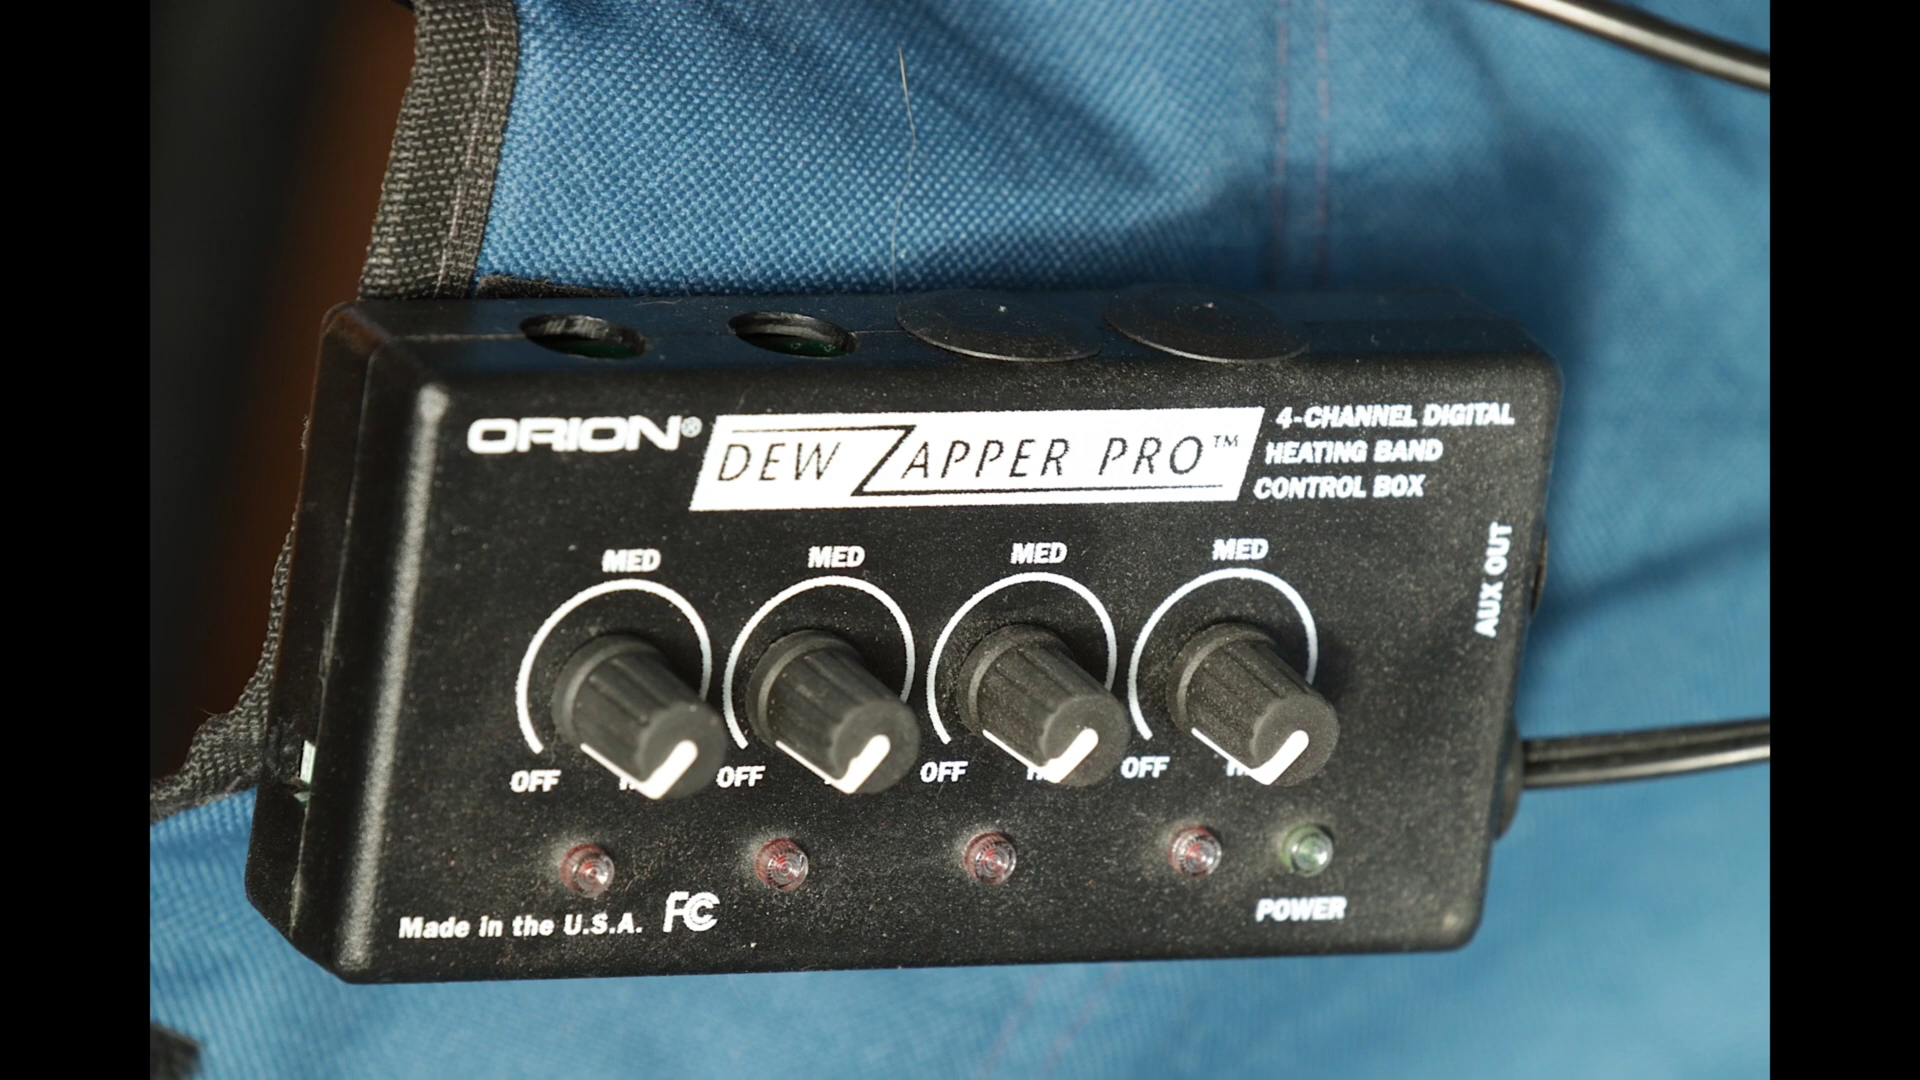 ORION® DEW ZAPPER PRO™ 4-CHANNEL DIGITAL
HEATING BAND
CONTROL BOX
AUX OUT
MED MED MED MED
OFF OFF OFF OFF
POWER
Made in the U.S.A. FC